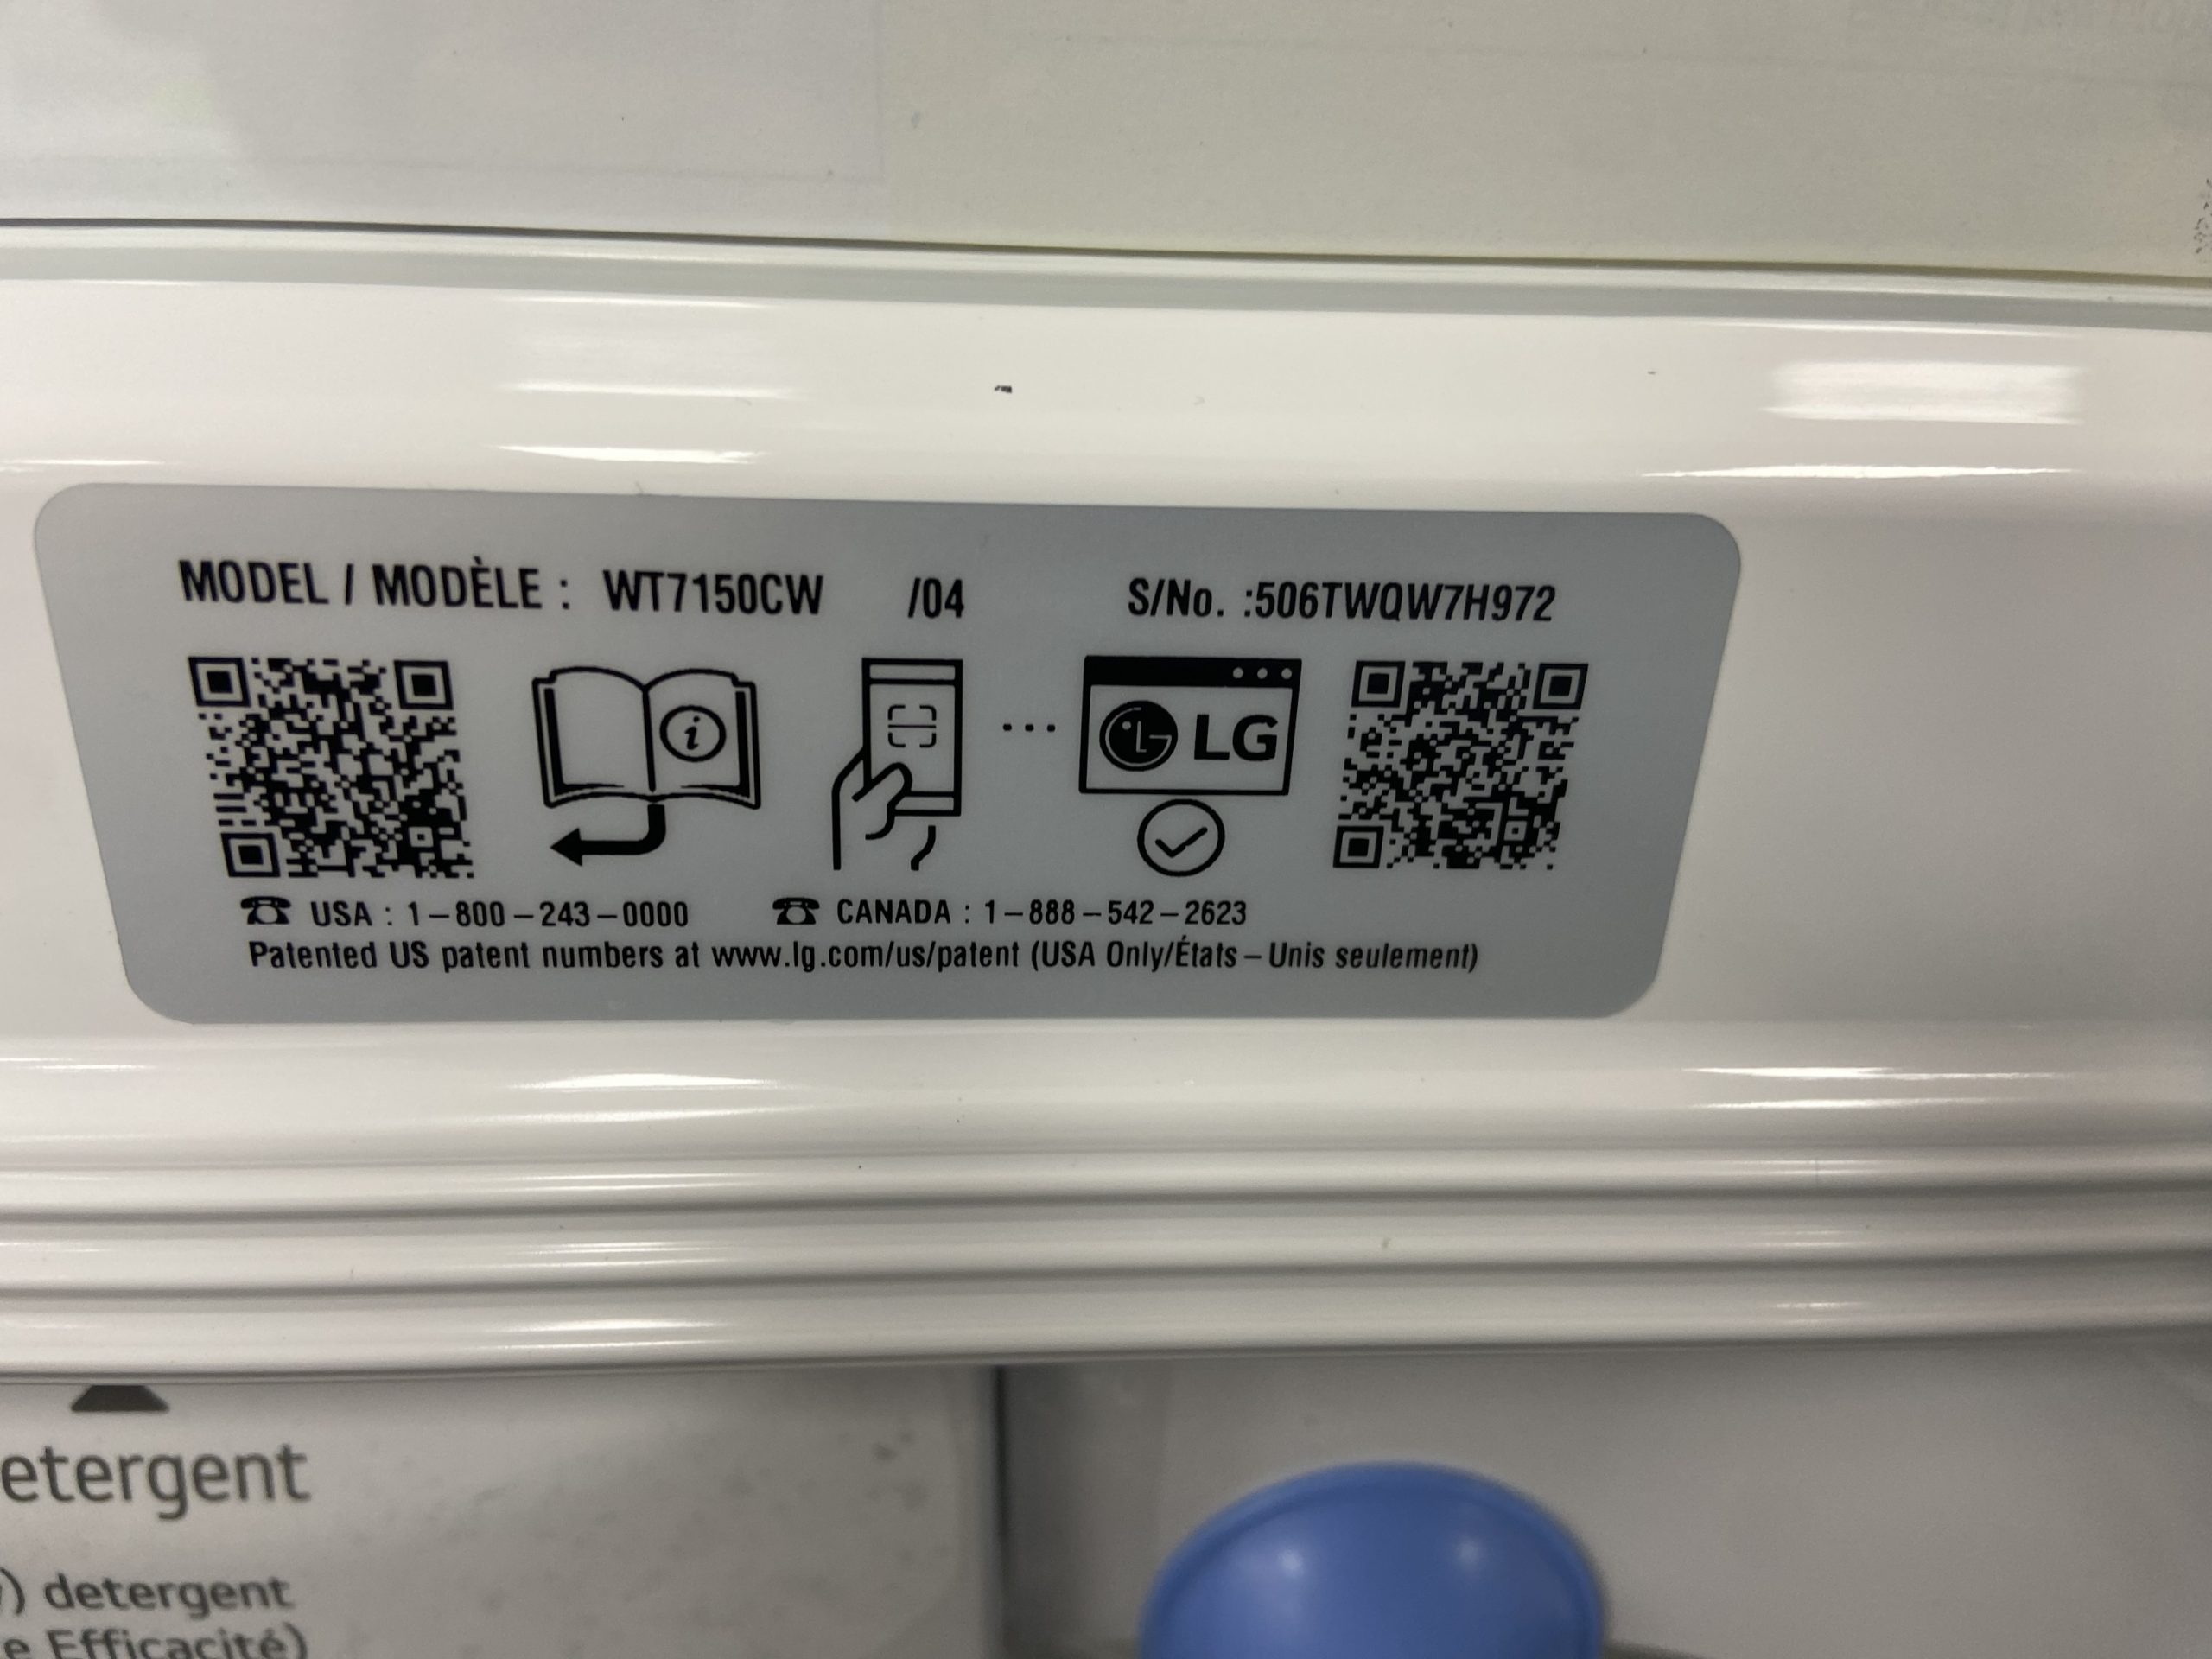 MODEL / MODÈLE : WT7150CW /04 S/No. :506TWQW7H972
i
LG LG
USA : 1–800–243–0000 CANADA : 1–888–542–2623
Patented US patent numbers at www.lg.com/us/patent (USA Only/États–Unis seulement)
etergent
) detergent
e Efficacité)